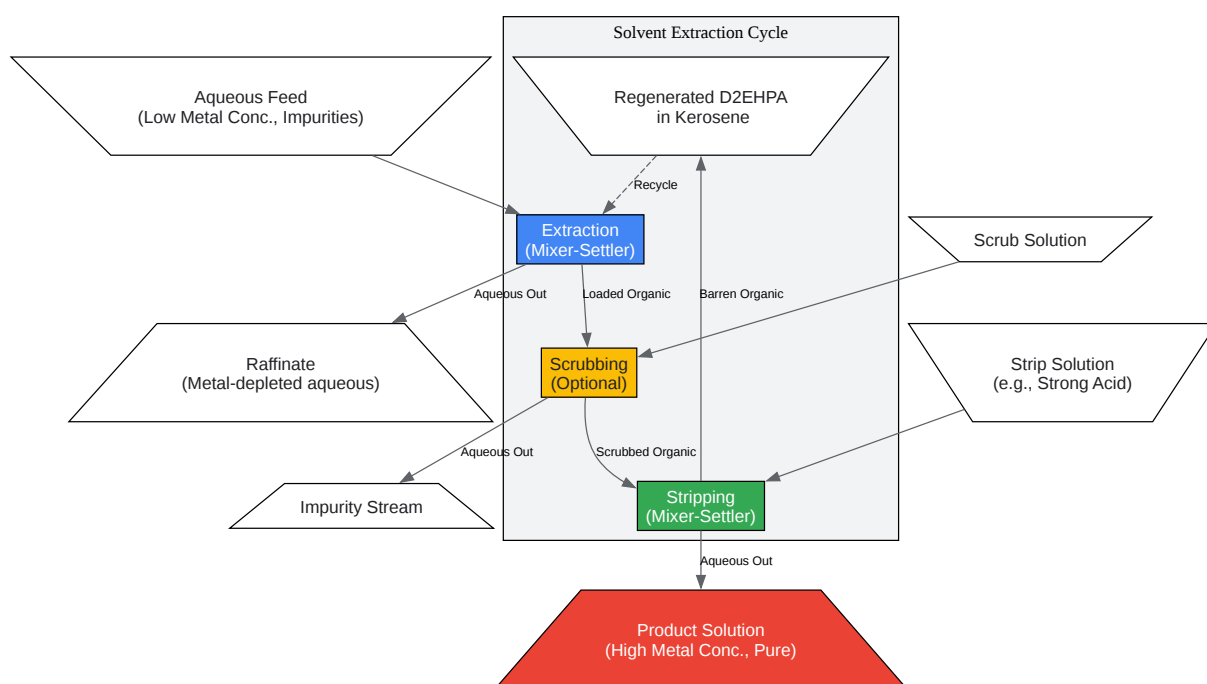 Solvent Extraction Cycle
Aqueous Feed
(Low Metal Conc., Impurities)
Regenerated D2EHPA
in Kerosene
Recycle
Extraction
(Mixer-Settler)
Scrub Solution
Aqueous Out
Loaded Organic
Barren Organic
Raffinate
(Metal-depleted aqueous)
Scrubbing
(Optional)
Strip Solution
(e.g., Strong Acid)
Aqueous Out
Scrubbed Organic
Impurity Stream
Stripping
(Mixer-Settler)
Aqueous Out
Product Solution
(High Metal Conc., Pure)